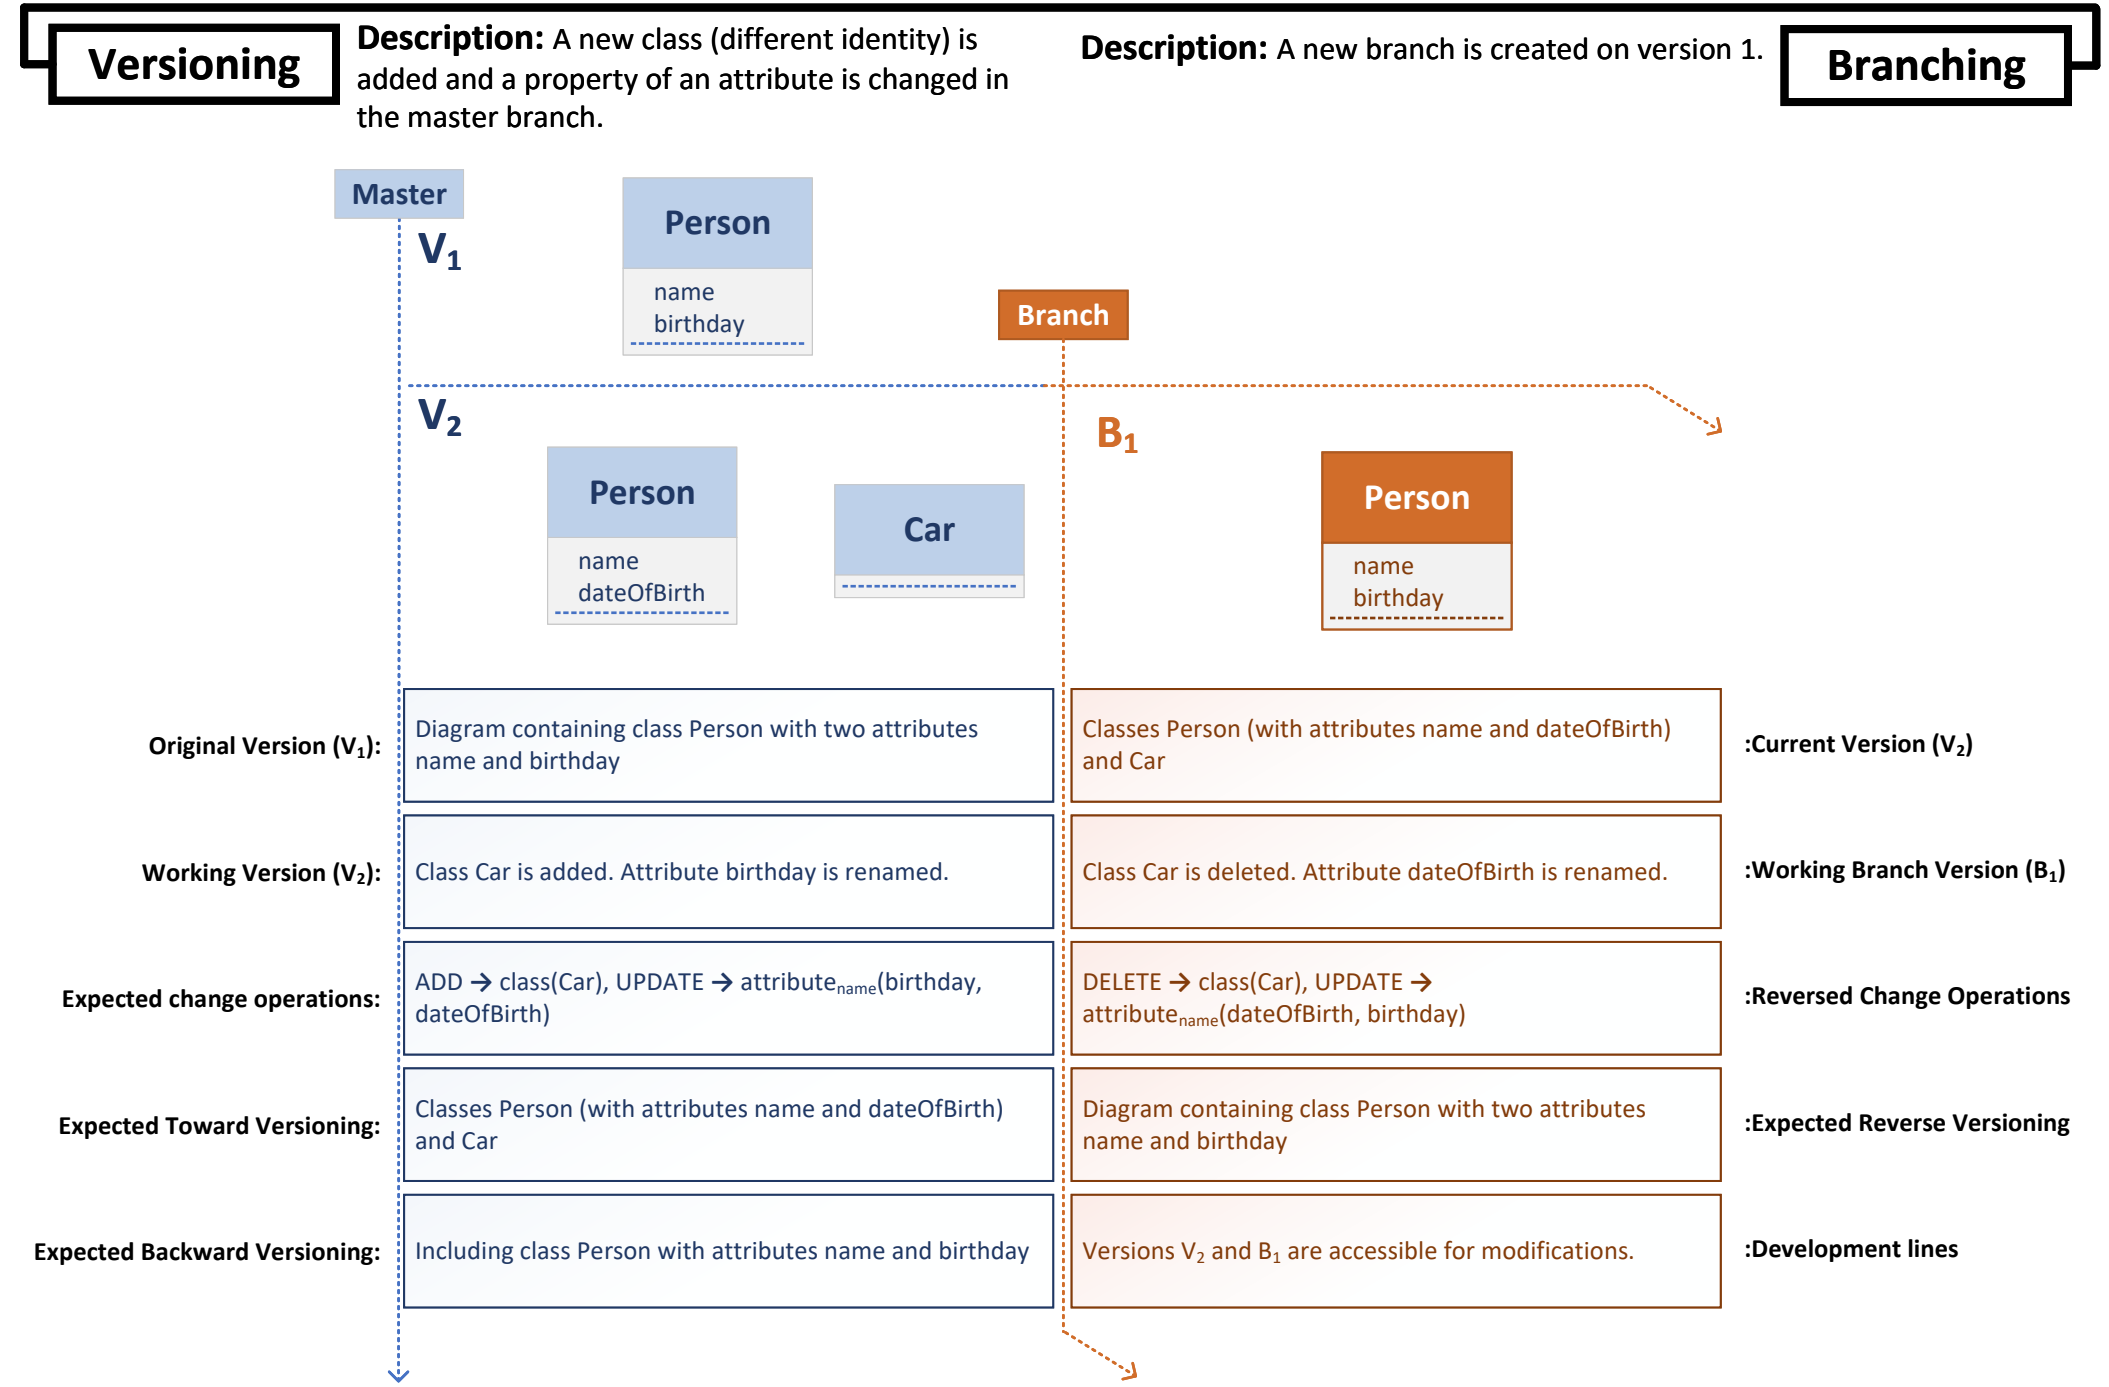 Versioning
Description: A new class (different identity) is
added and a property of an attribute is changed in
the master branch.
Description: A new branch is created on version 1.
Branching
Master
V1
Person
name
birthday
Branch
V2
Person
name
dateOfBirth
Car
B1
Person
name
birthday
Original Version (V1):
Diagram containing class Person with two attributes
name and birthday
Classes Person (with attributes name and dateOfBirth)
and Car
:Current Version (V2)
Working Version (V2):
Class Car is added. Attribute birthday is renamed.
Class Car is deleted. Attribute dateOfBirth is renamed.
:Working Branch Version (B1)
Expected change operations:
ADD → class(Car), UPDATE → attributename(birthday,
dateOfBirth)
DELETE → class(Car), UPDATE →
attributename(dateOfBirth, birthday)
:Reversed Change Operations
Expected Toward Versioning:
Classes Person (with attributes name and dateOfBirth)
and Car
Diagram containing class Person with two attributes
name and birthday
:Expected Reverse Versioning
Expected Backward Versioning:
Including class Person with attributes name and birthday
Versions V2 and B1 are accessible for modifications.
:Development lines